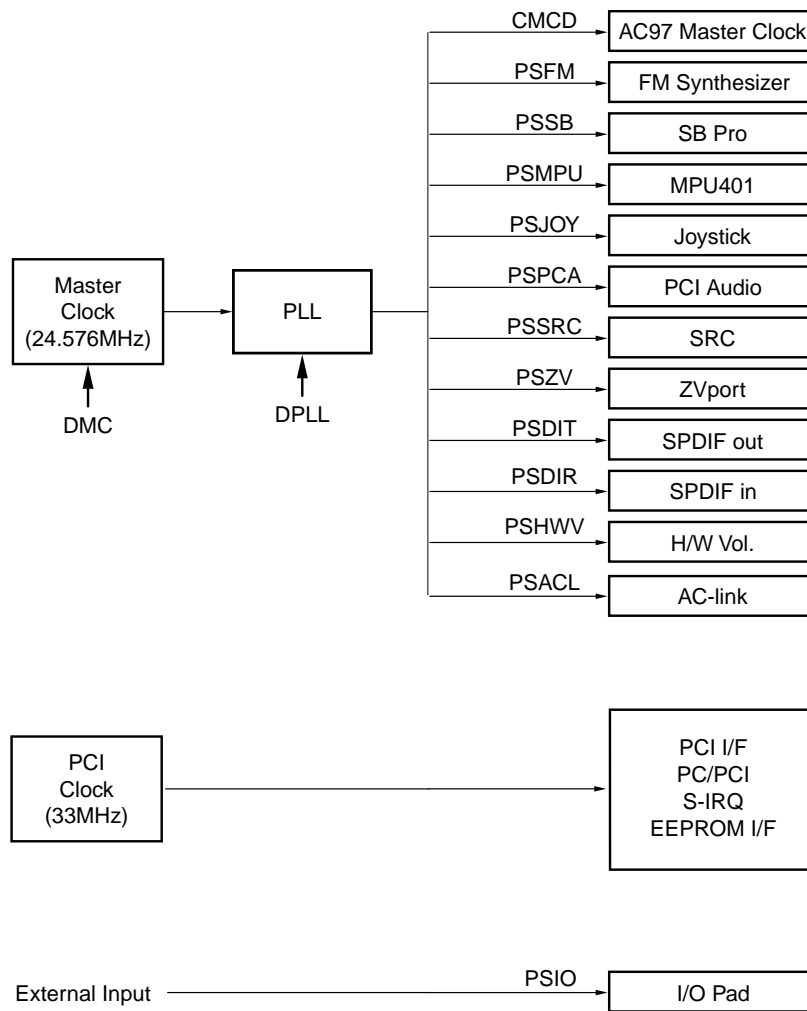 CMCD
AC97 Master Clock
PSFM
FM Synthesizer
PSSB
SB Pro
PSMPU
MPU401
PSJOY
Joystick
Master
Clock
(24.576MHz)
PLL
PSPCA
PCI Audio
PSSRC
SRC
DMC
DPLL
PSZV
ZVport
PSDIT
SPDIF out
PSDIR
SPDIF in
PSHWV
H/W Vol.
PSACL
AC-link
PCI
Clock
(33MHz)
PCI I/F
PC/PCI
S-IRQ
EEPROM I/F
External Input
PSIO
I/O Pad